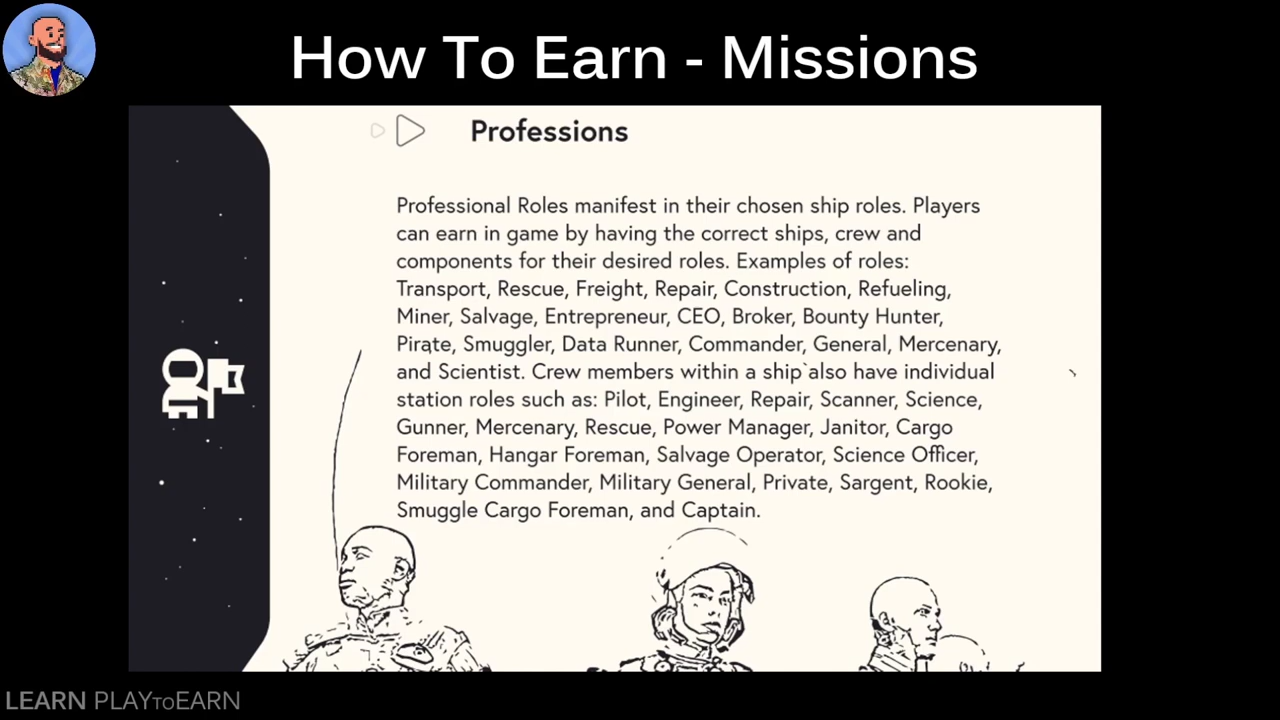 How To Earn - Missions
Professions
Professional Roles manifest in their chosen ship roles. Players
can earn in game by having the correct ships, crew and
components for their desired roles. Examples of roles:
Transport, Rescue, Freight, Repair, Construction, Refueling,
Miner, Salvage, Entrepreneur, CEO, Broker, Bounty Hunter,
Pirate, Smuggler, Data Runner, Commander, General, Mercenary,
and Scientist. Crew members within a ship also have individual
station roles such as: Pilot, Engineer, Repair, Scanner, Science,
Gunner, Mercenary, Rescue, Power Manager, Janitor, Cargo
Foreman, Hangar Foreman, Salvage Operator, Science Officer,
Military Commander, Military General, Private, Sargent, Rookie,
Smuggle Cargo Foreman, and Captain.
LEARN PLAYTOEARN